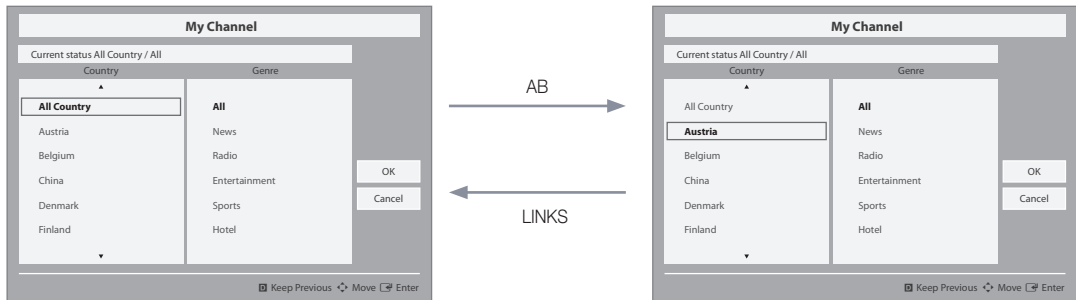 My Channel
Current status All Country / All
Country Genre
All Country All
Austria News
Belgium Radio
China Entertainment
Denmark Sports
Finland Hotel
OK
Cancel
D Keep Previous Move Enter
AB
LINKS
My Channel
Current status All Country / All
Country Genre
All Country All
Austria News
Belgium Radio
China Entertainment
Denmark Sports
Finland Hotel
OK
Cancel
D Keep Previous Move Enter